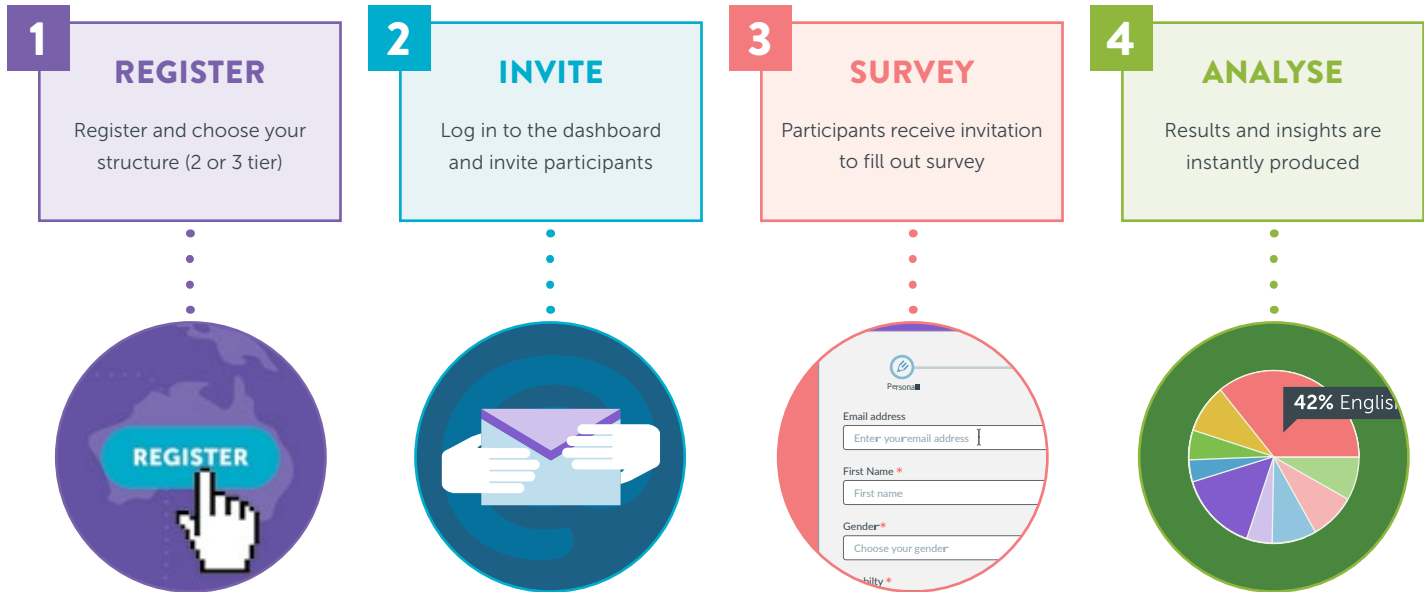 1
REGISTER
Register and choose your
structure (2 or 3 tier)
2
INVITE
Log in to the dashboard
and invite participants
3
SURVEY
Participants receive invitation
to fill out survey
4
ANALYSE
Results and insights are
instantly produced
REGISTER
Personal
Email address
Enter your email address
First Name *
First name
Gender *
Choose your gender
42% English